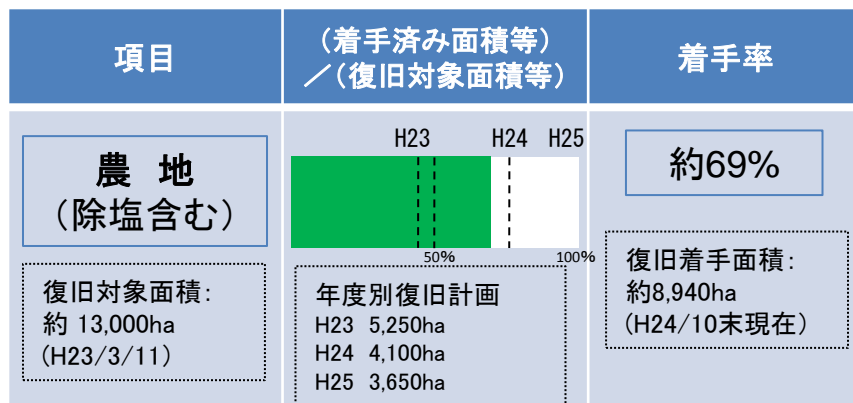 項目
(着手済み面積等)
/(復旧対象面積等)
着手率
農 地
(除塩含む)
復旧対象面積:
約 13,000ha
(H23/3/11)
H23
H24
H25
50%
100%
年度別復旧計画
H23 5,250ha
H24 4,100ha
H25 3,650ha
約69%
復旧着手面積:
約8,940ha
(H24/10末現在)